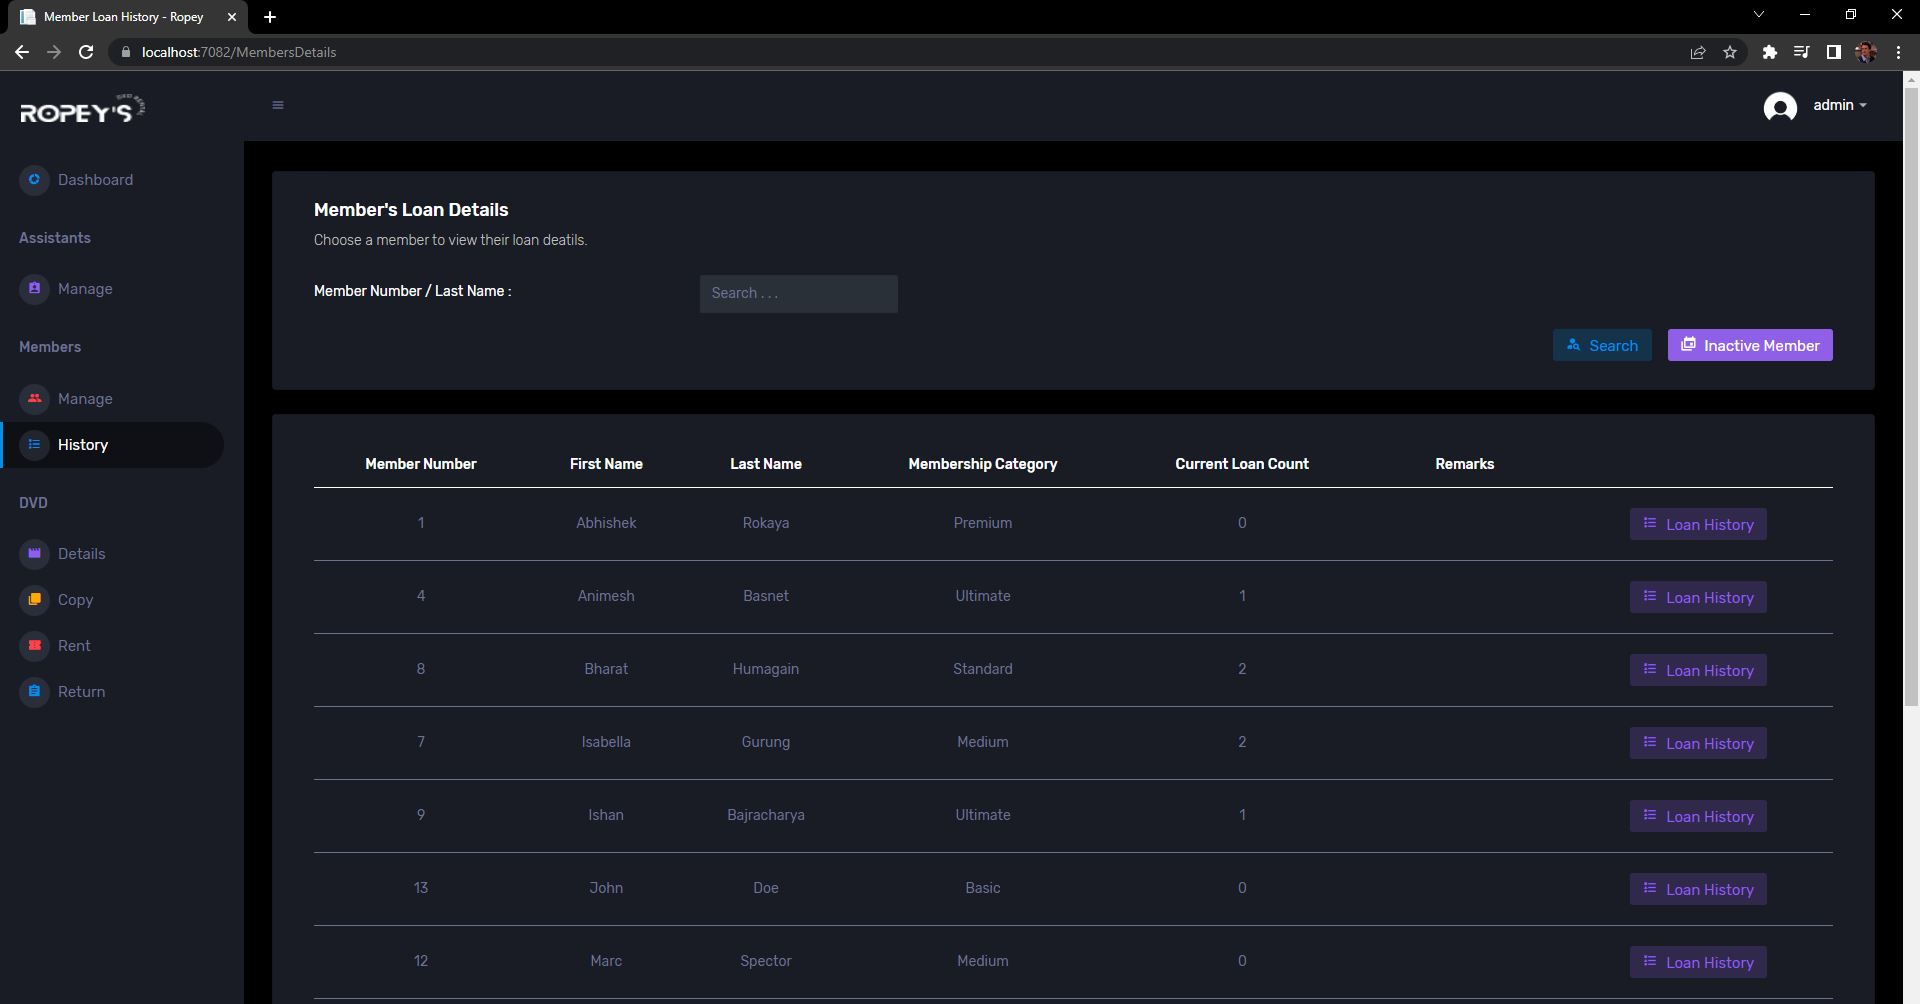 Member Loan History - Ropey
localhost:7082/MembersDetails
ROPEY'S
admin
Dashboard
Assistants
Manage
Members
Manage
History
DVD
Details
Copy
Rent
Return
Member's Loan Details
Choose a member to view their loan deatils.
Member Number / Last Name :
Search . . .
Search
Inactive Member
Member Number First Name Last Name Membership Category Current Loan Count Remarks
1 Abhishek Rokaya Premium 0 Loan History
4 Animesh Basnet Ultimate 1 Loan History
8 Bharat Humagain Standard 2 Loan History
7 Isabella Gurung Medium 2 Loan History
9 Ishan Bajracharya Ultimate 1 Loan History
13 John Doe Basic 0 Loan History
12 Marc Spector Medium 0 Loan History